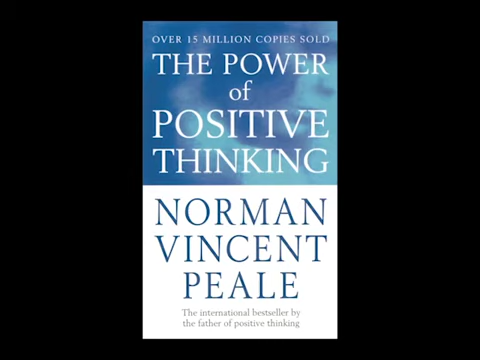 OVER 15 MILLION COPIES SOLD
THE POWER
of
POSITIVE
THINKING
NORMAN
VINCENT
PEALE
The international bestseller by
the father of positive thinking